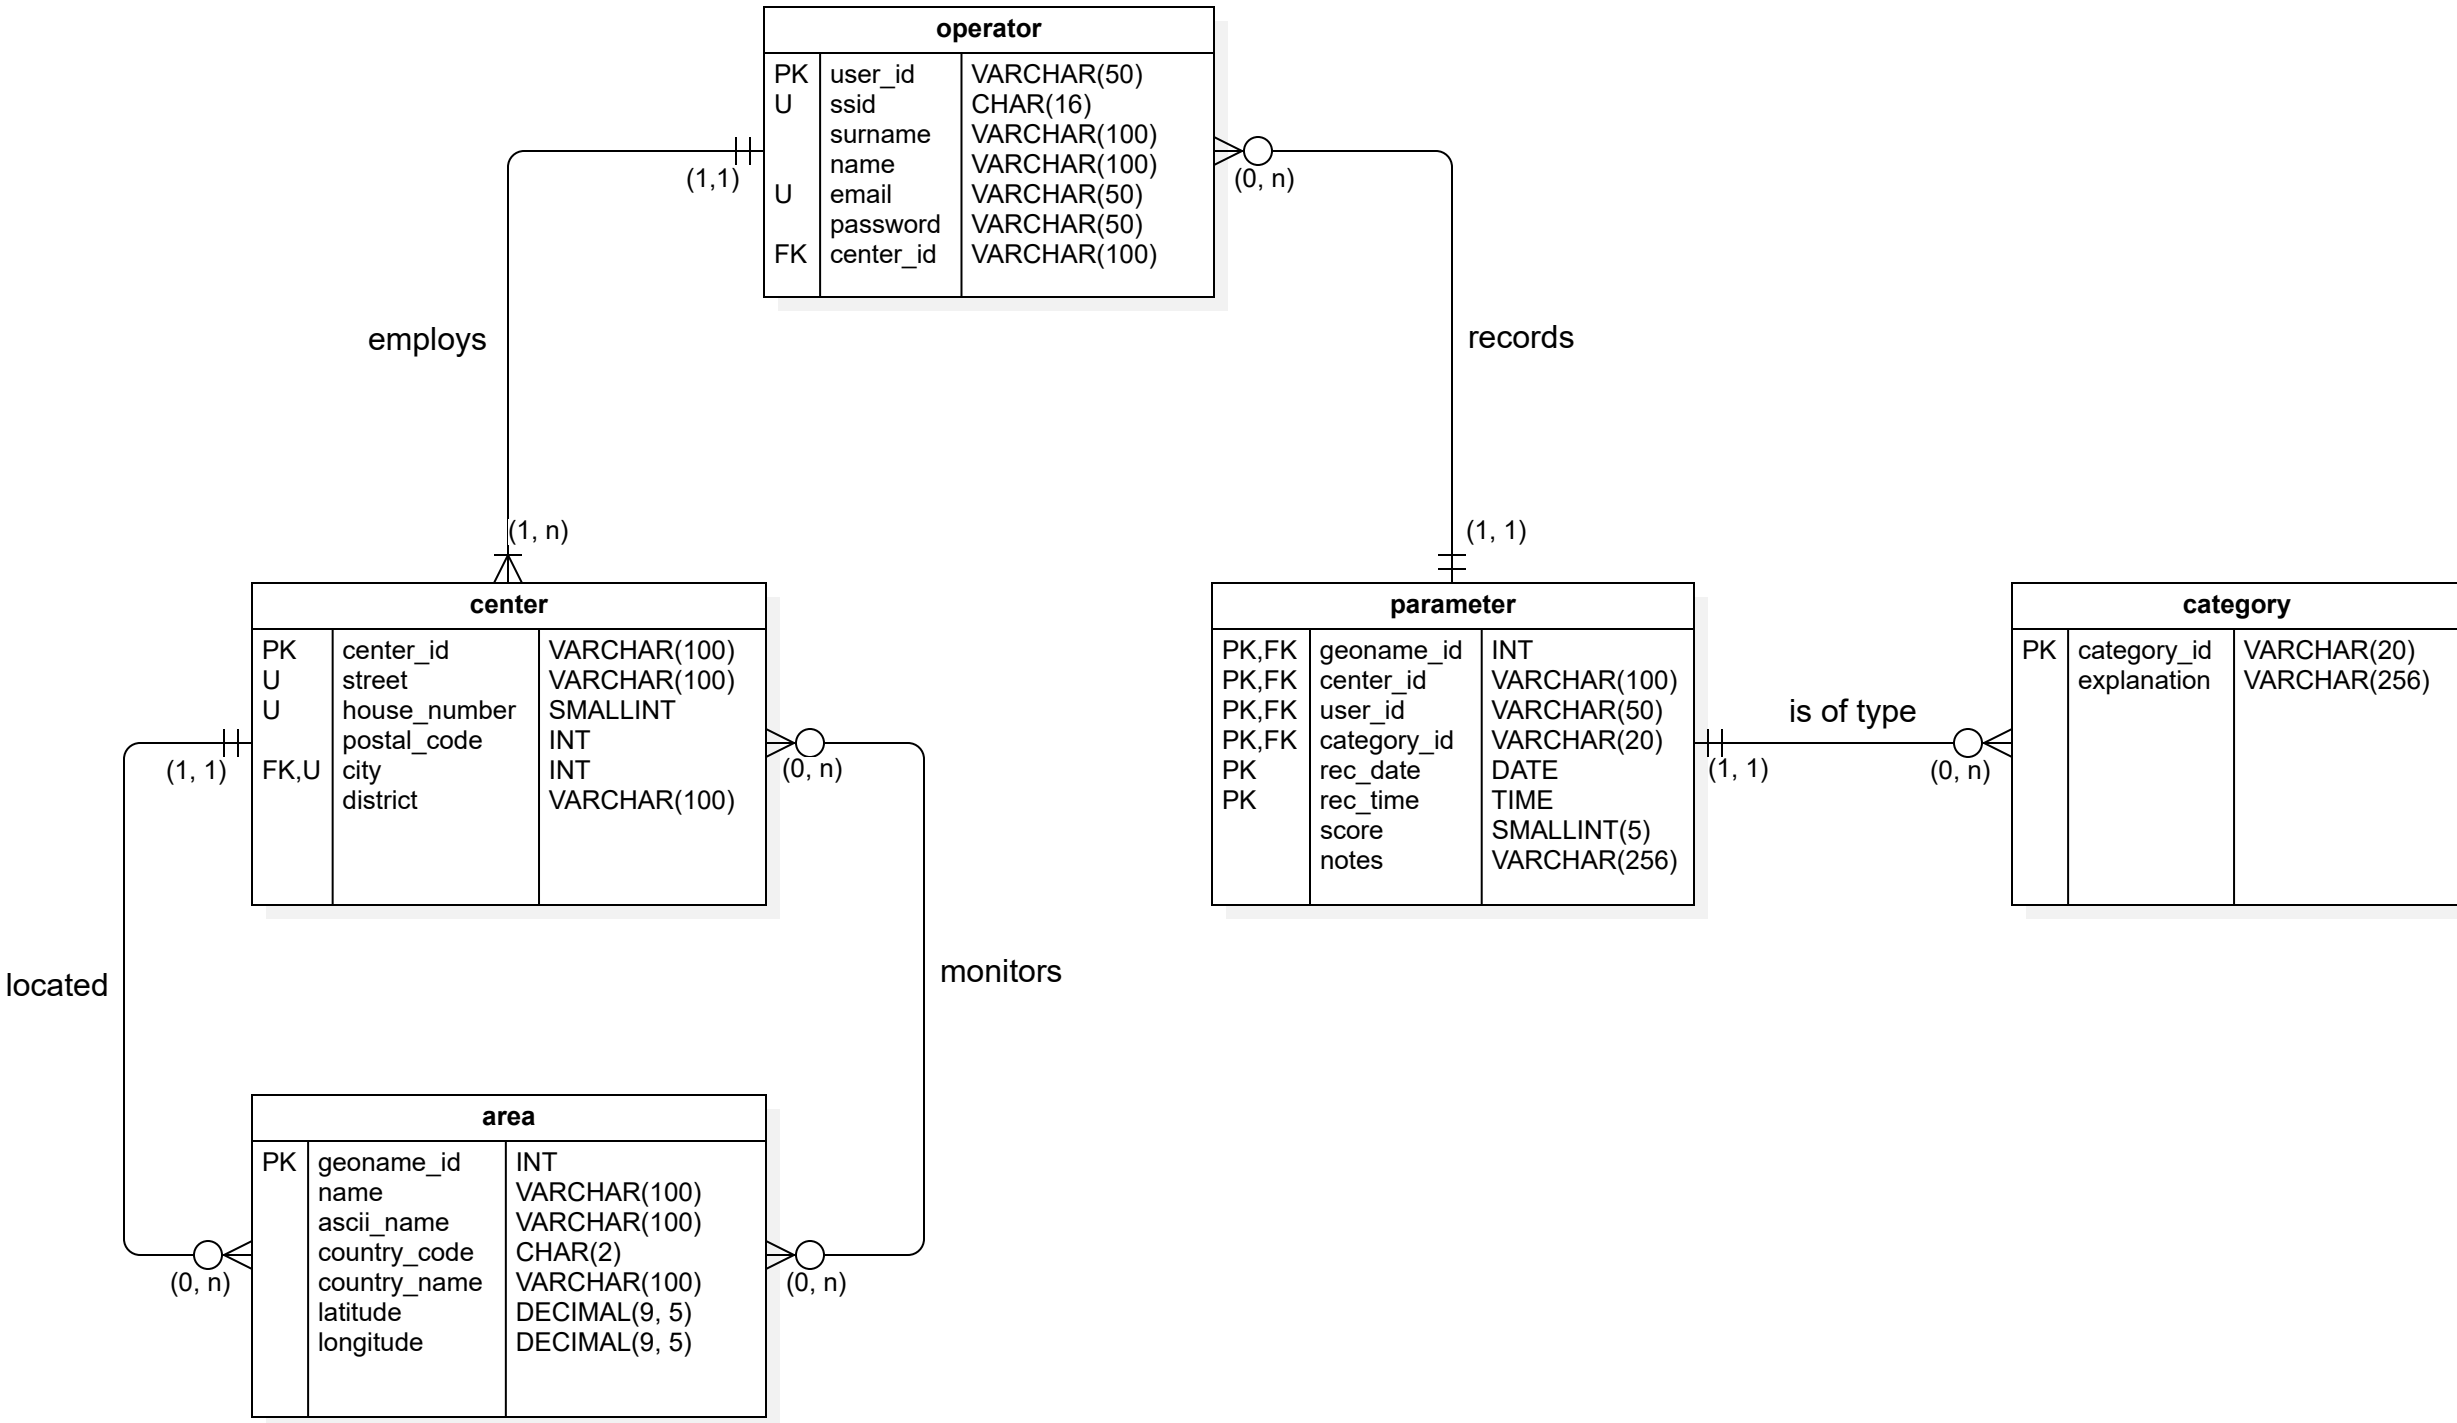 operator
PK user_id VARCHAR(50)
U ssid CHAR(16)
surname VARCHAR(100)
name VARCHAR(100)
U email VARCHAR(50)
password VARCHAR(50)
FK center_id VARCHAR(100)
(1,1)
(0, n)
employs
records
(1, n)
(1, 1)
center
PK center_id VARCHAR(100)
U street VARCHAR(100)
U house_number SMALLINT
postal_code INT
FK,U city INT
district VARCHAR(100)
(1, 1)
(0, n)
parameter
PK,FK geoname_id INT
PK,FK center_id VARCHAR(100)
PK,FK user_id VARCHAR(50)
PK,FK category_id VARCHAR(20)
PK rec_date DATE
PK rec_time TIME
score SMALLINT(5)
notes VARCHAR(256)
is of type
(1, 1)
(0, n)
category
PK category_id VARCHAR(20)
explanation VARCHAR(256)
located
monitors
area
PK geoname_id INT
name VARCHAR(100)
ascii_name VARCHAR(100)
country_code CHAR(2)
country_name VARCHAR(100)
latitude DECIMAL(9, 5)
longitude DECIMAL(9, 5)
(0, n)
(0, n)